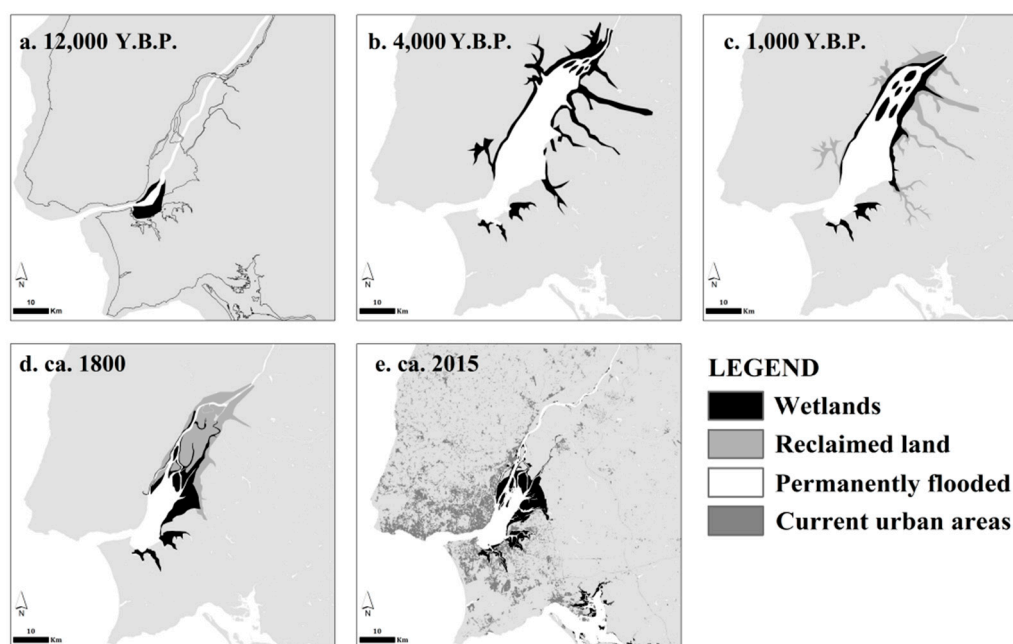 a. 12,000 Y.B.P.
N
10
Km
b. 4,000 Y.B.P.
N
10
Km
c. 1,000 Y.B.P.
N
10
Km
d. ca. 1800
N
10
Km
e. ca. 2015
N
10
Km
LEGEND
Wetlands
Reclaimed land
Permanently flooded
Current urban areas